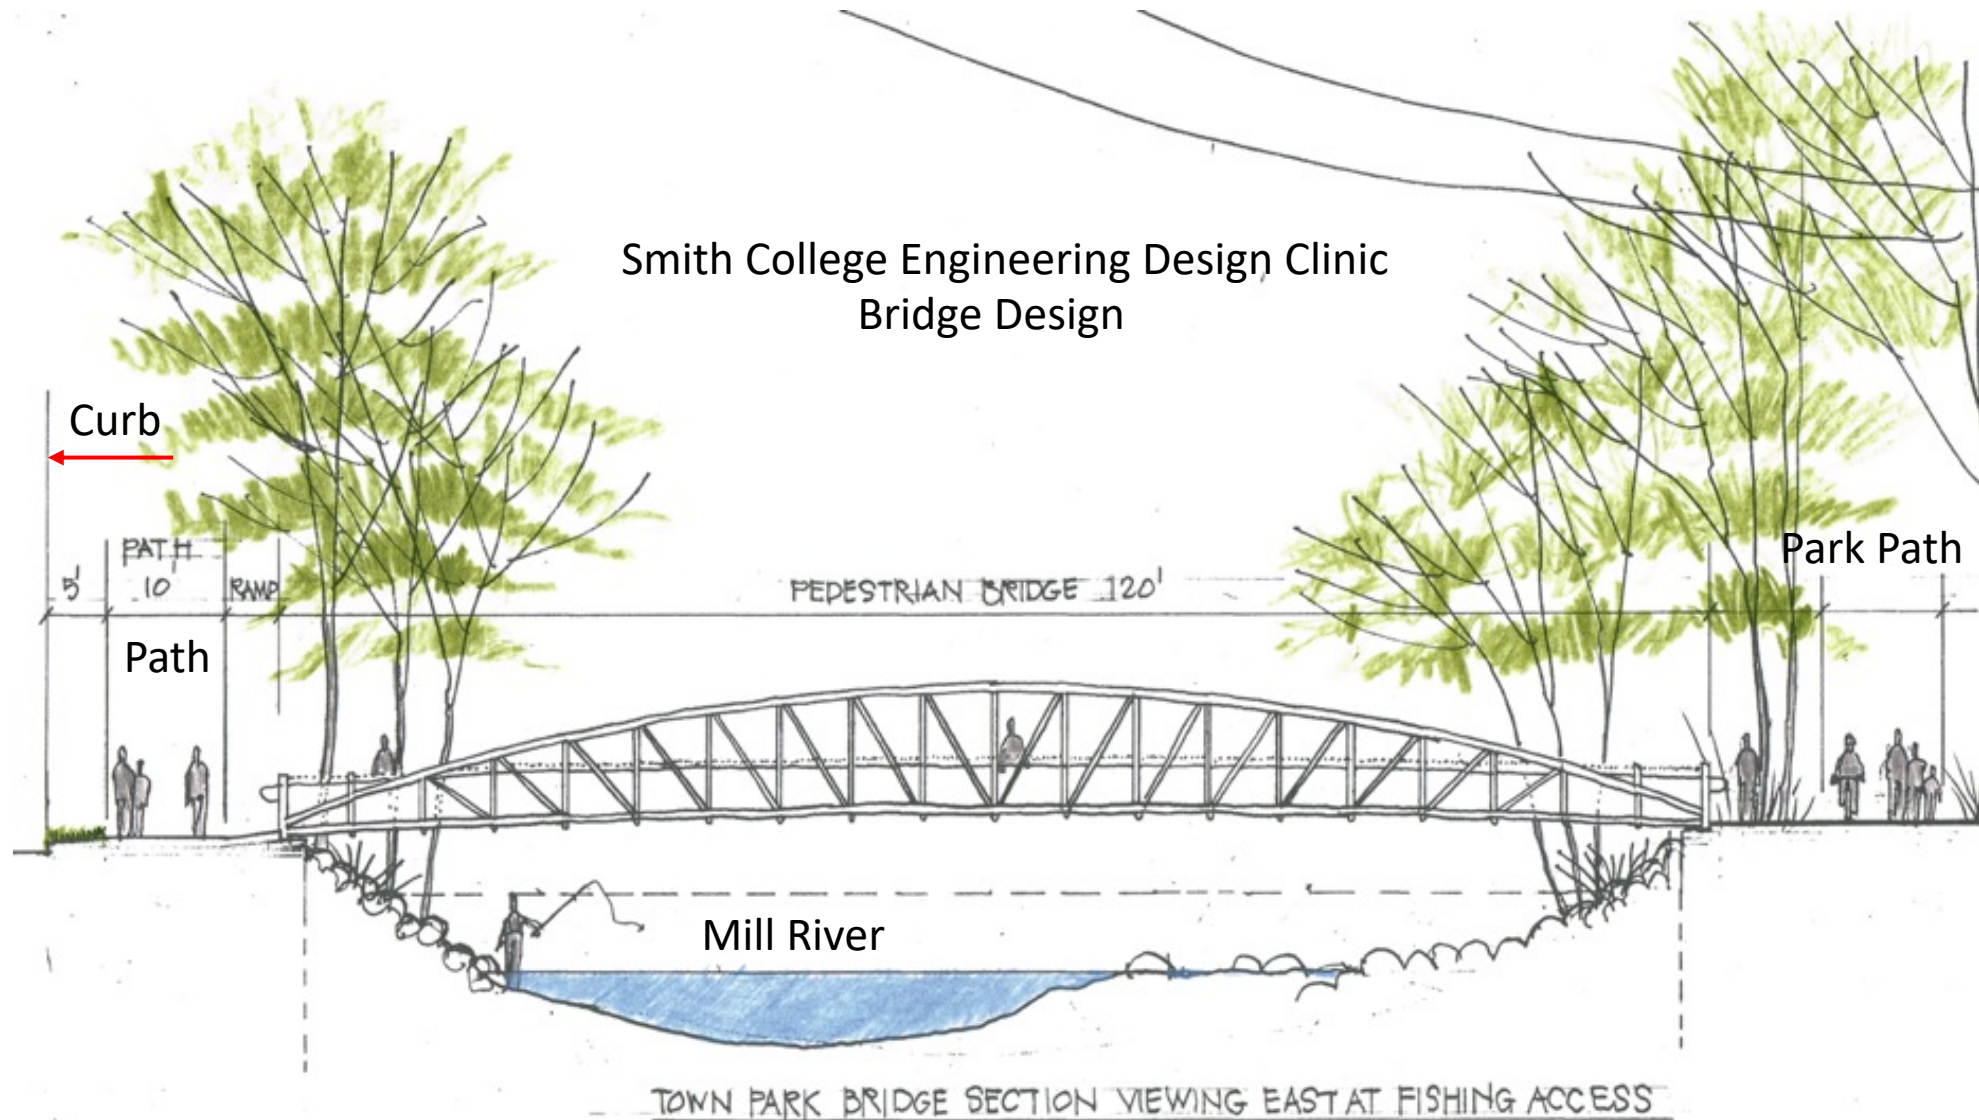 Smith College Engineering Design Clinic
Bridge Design
Curb
Park Path
PATH
5' 10' RAMP PEDESTRIAN BRIDGE 120'
Path
Mill River
TOWN PARK BRIDGE SECTION VIEWING EAST AT FISHING ACCESS